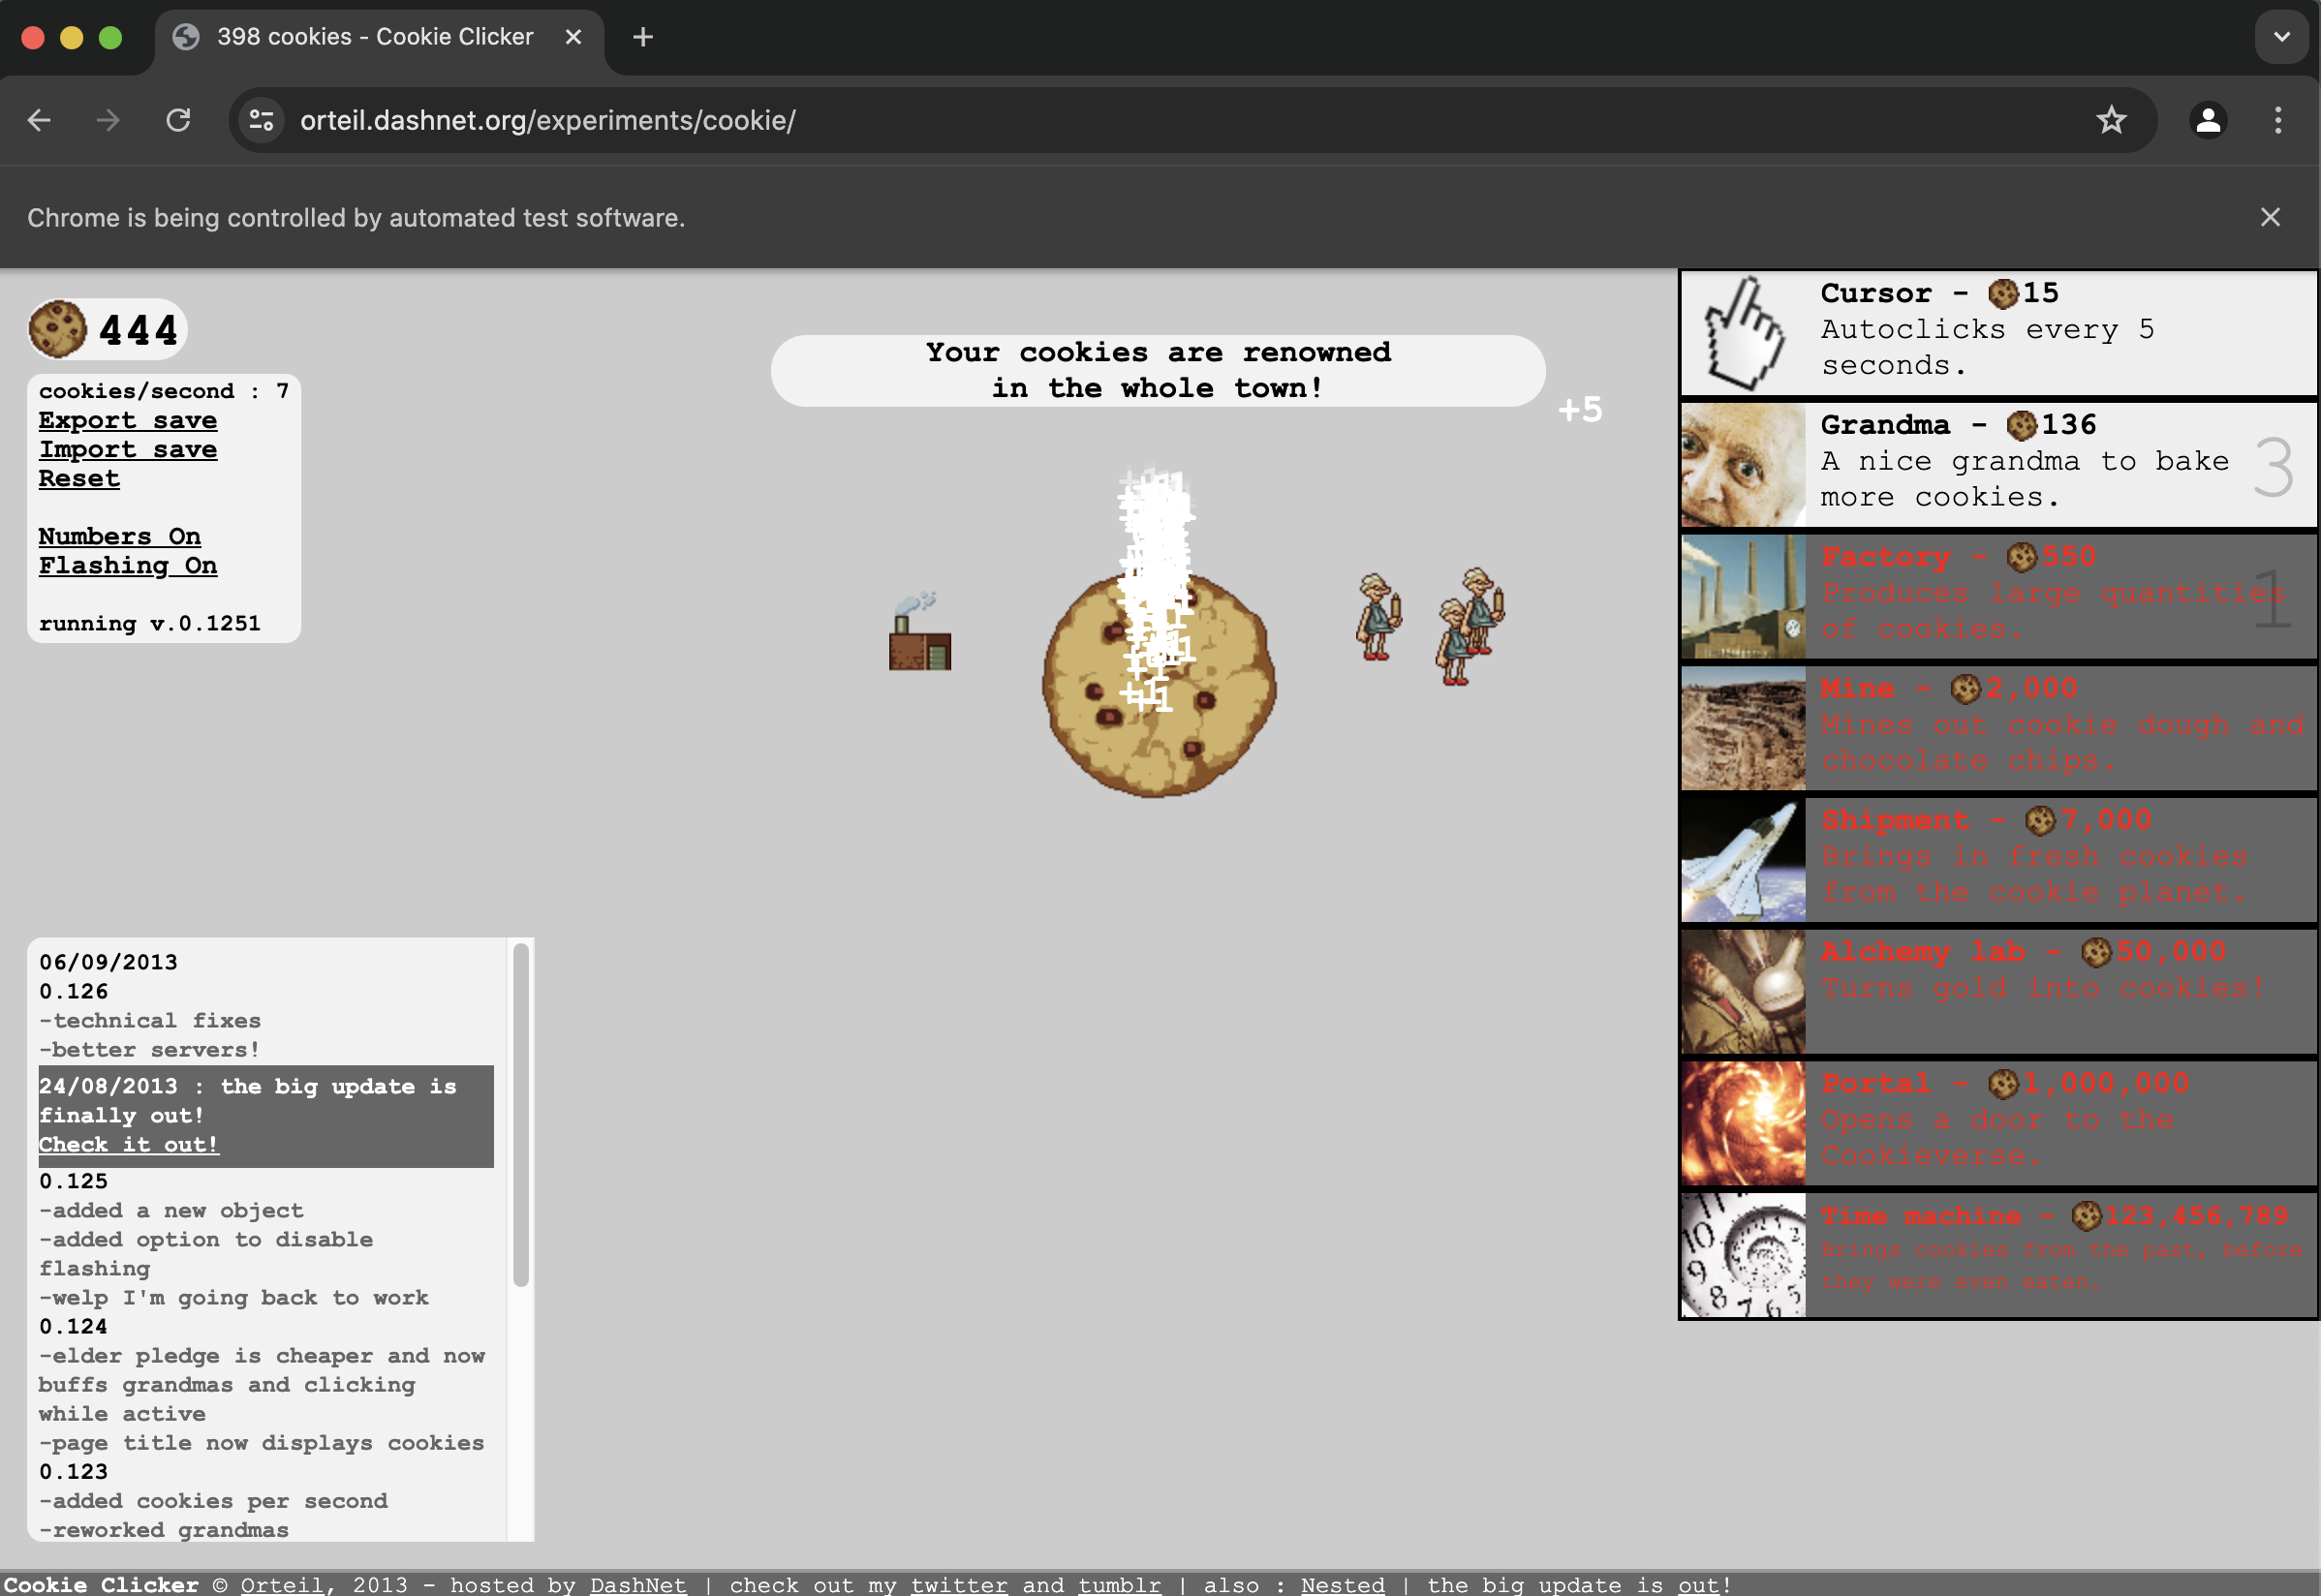 398 cookies - Cookie Clicker
orteil.dashnet.org/experiments/cookie/
Chrome is being controlled by automated test software.
444
cookies/second : 7
Export save
Import save
Reset
Numbers On
Flashing On
running v.0.1251
Your cookies are renowned
in the whole town!
+5
+1
Cursor - 15
Autoclicks every 5
seconds.
Grandma - 136
A nice grandma to bake
more cookies.
3
Factory - 550
Produces large quantities
of cookies.
1
Mine - 2,000
Mines out cookie dough and
chocolate chips.
Shipment - 7,000
Brings in fresh cookies
from the cookie planet.
Alchemy lab - 50,000
Turns gold into cookies!
Portal - 1,000,000
Opens a door to the
Cookieverse.
Time machine - 123,456,789
Brings cookies from the past, before
they were even eaten.
06/09/2013
0.126
-technical fixes
-better servers!
24/08/2013 : the big update is
finally out!
Check it out!
0.125
-added a new object
-added option to disable
flashing
-welp I'm going back to work
0.124
-elder pledge is cheaper and now
buffs grandmas and clicking
while active
-page title now displays cookies
0.123
-added cookies per second
-reworked grandmas
Cookie Clicker © Orteil, 2013 - hosted by DashNet | check out my twitter and tumblr | also : Nested | the big update is out!